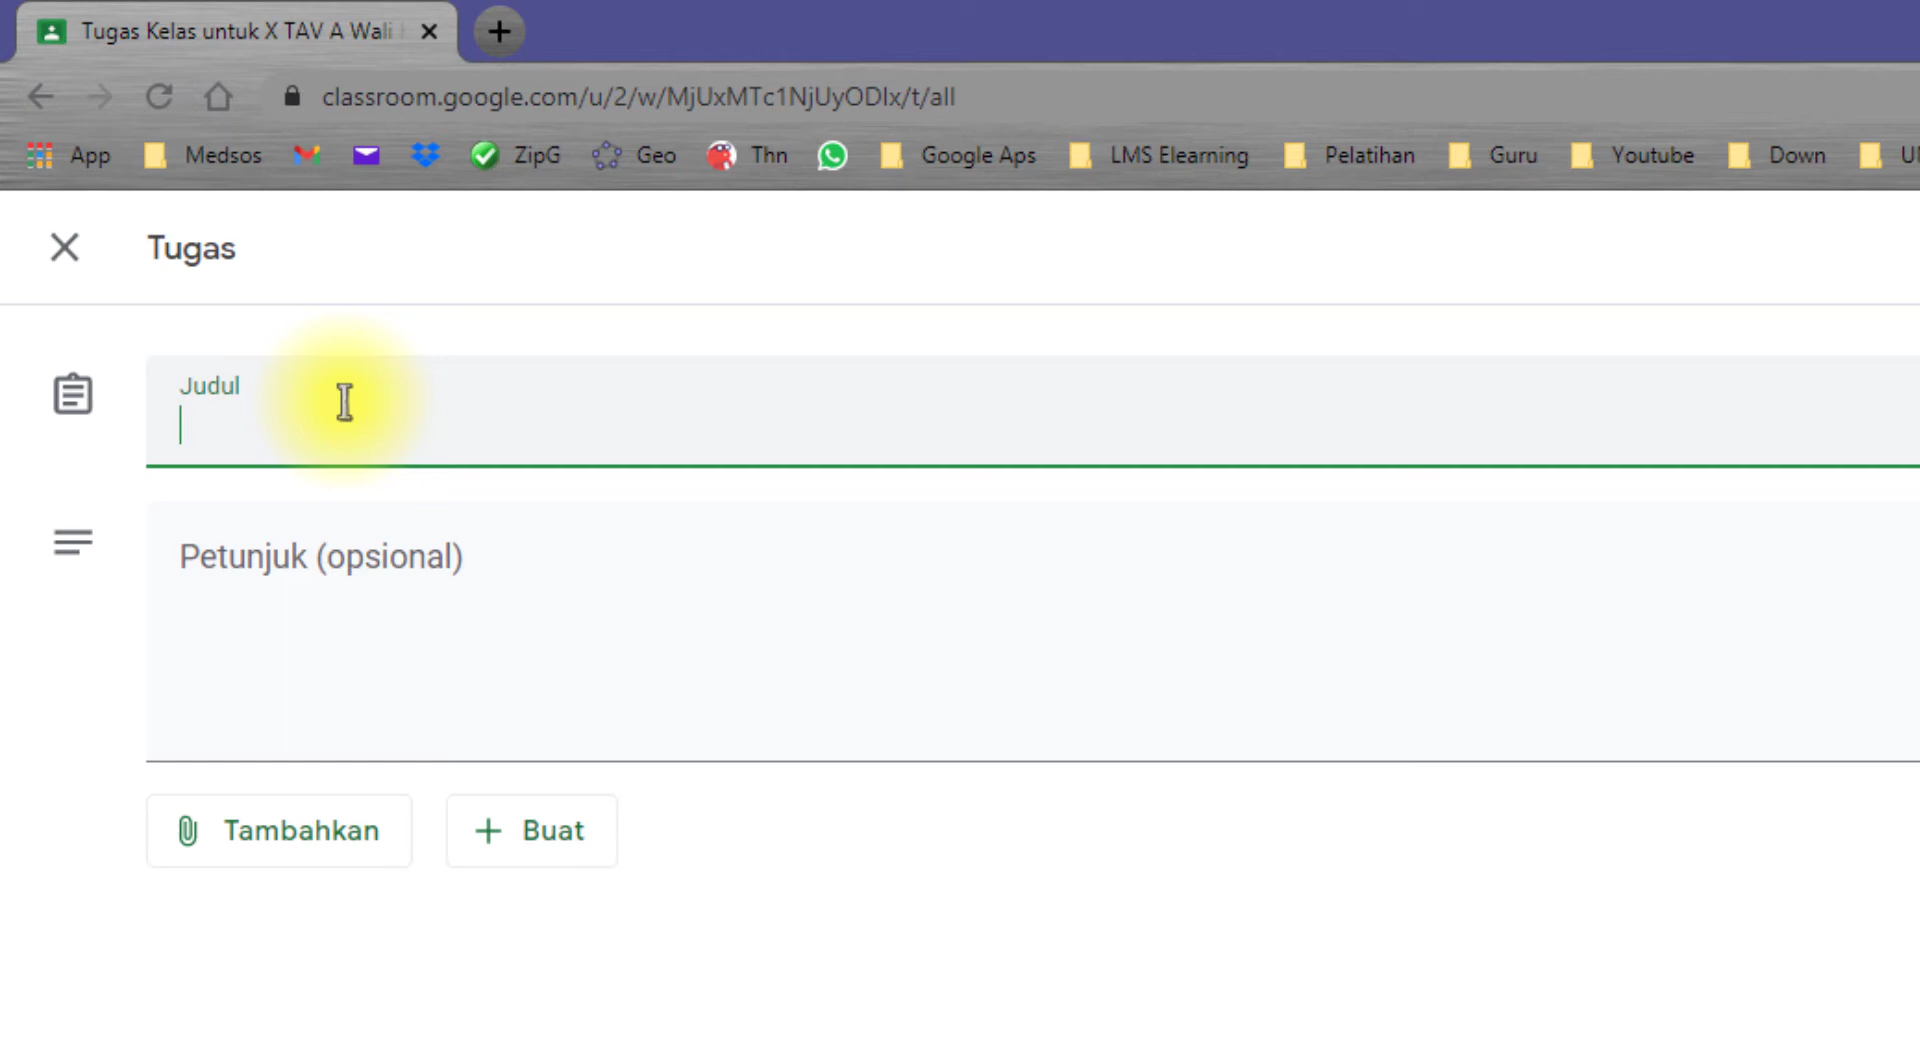 Tugas Kelas untuk X TAV A Wali
classroom.google.com/u/2/w/MjUxMTc1NjUyODIx/t/all
App Medsos ZipG Geo Thn Google Aps LMS Elearning Pelatihan Guru Youtube Down
Tugas
Judul
Petunjuk (opsional)
Tambahkan Buat